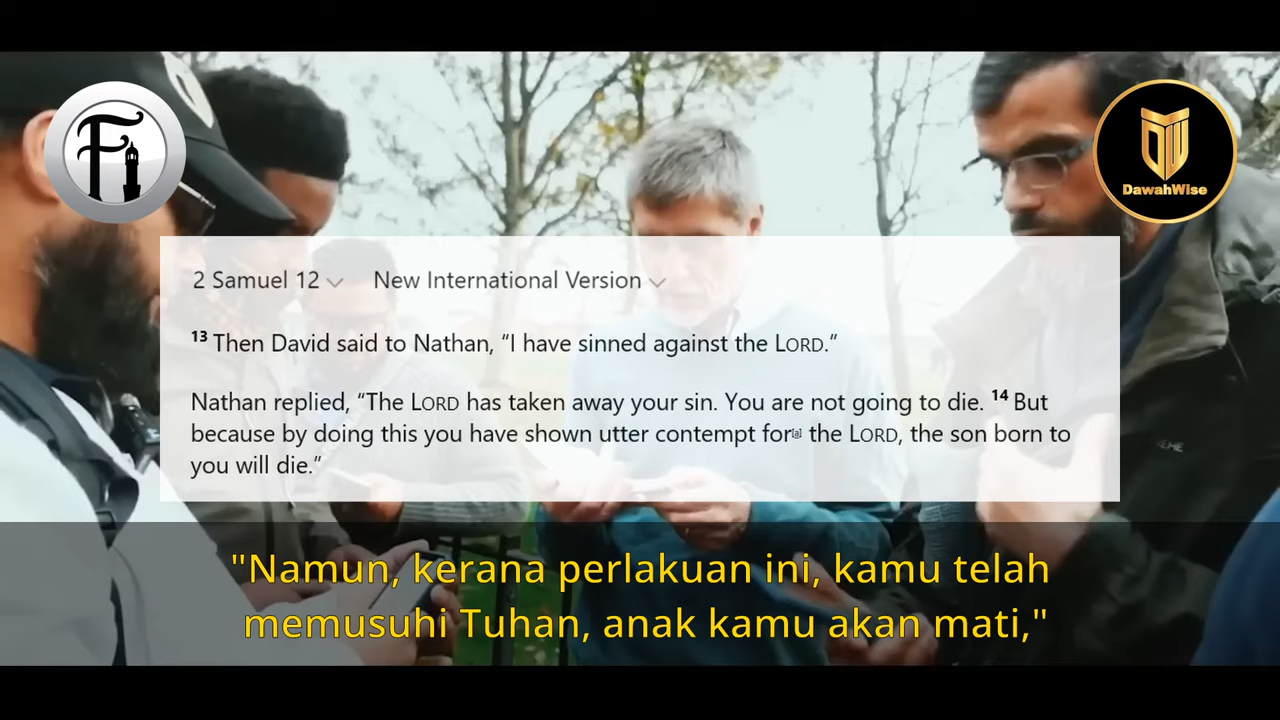 Fi
DW
DawahWise
2 Samuel 12 New International Version
13 Then David said to Nathan, “I have sinned against the LORD.”
Nathan replied, “The LORD has taken away your sin. You are not going to die. 14 But
because by doing this you have shown utter contempt for[a] the LORD, the son born to
you will die.”
"Namun, kerana perlakuan ini, kamu telah
memusuhi Tuhan, anak kamu akan mati,"